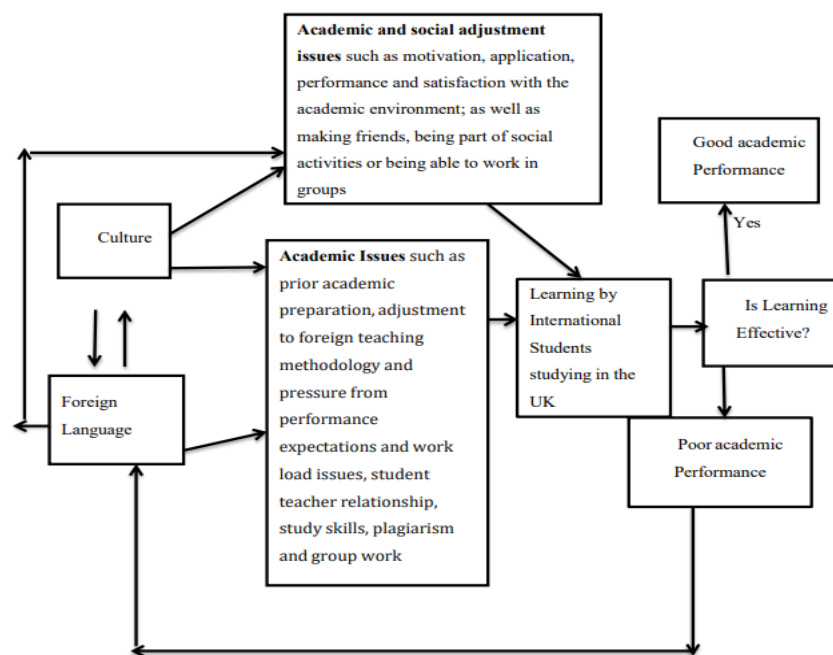 Academic and social adjustment
issues such as motivation, application,
performance and satisfaction with the
academic environment; as well as
making friends, being part of social
activities or being able to work in
groups
Good academic
Performance
Yes
Culture
Academic Issues such as
prior academic
preparation, adjustment
to foreign teaching
methodology and
pressure from
performance
expectations and work
load issues, student
teacher relationship,
study skills, plagiarism
and group work
Learning by
International
Students
studying in the
UK
Is Learning
Effective?
Foreign
Language
Poor academic
Performance